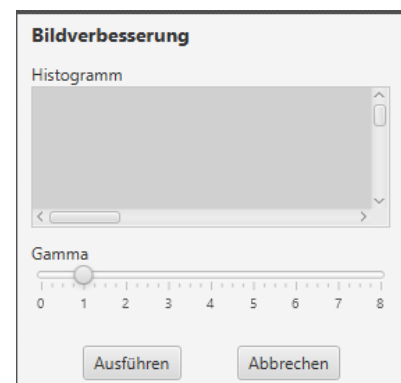 Bildverbesserung
Histogramm
Gamma
0 1 2 3 4 5 6 7 8
Ausführen Abbrechen